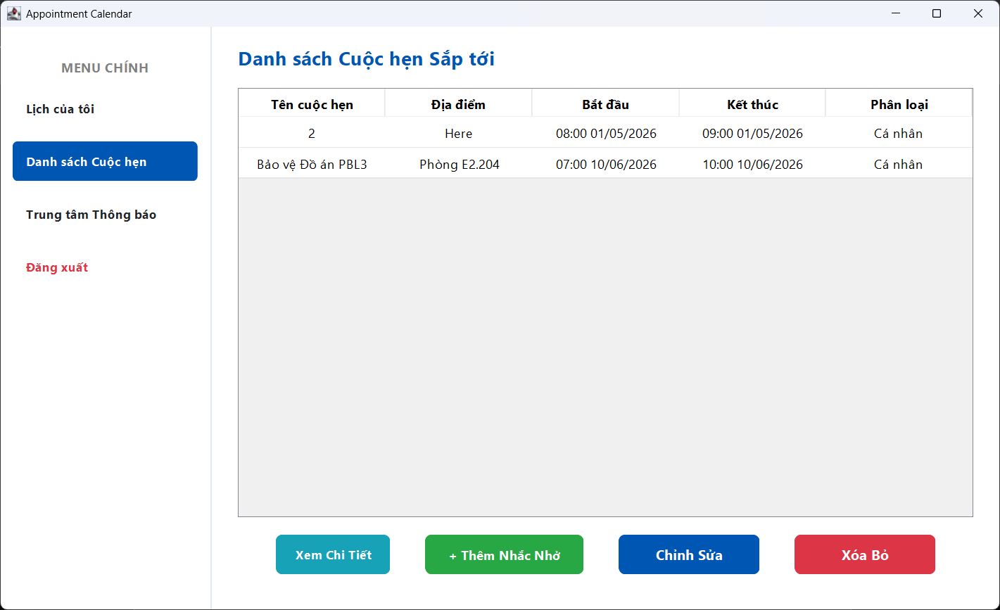 Appointment Calendar
MENU CHÍNH
Lịch của tôi
Danh sách Cuộc hẹn
Trung tâm Thông báo
Đăng xuất
Danh sách Cuộc hẹn Sắp tới
Tên cuộc hẹn Địa điểm Bắt đầu Kết thúc Phân loại
2 Here 08:00 01/05/2026 09:00 01/05/2026 Cá nhân
Bảo vệ Đồ án PBL3 Phòng E2.204 07:00 10/06/2026 10:00 10/06/2026 Cá nhân
Xem Chi Tiết + Thêm Nhắc Nhở Chỉnh Sửa Xóa Bỏ